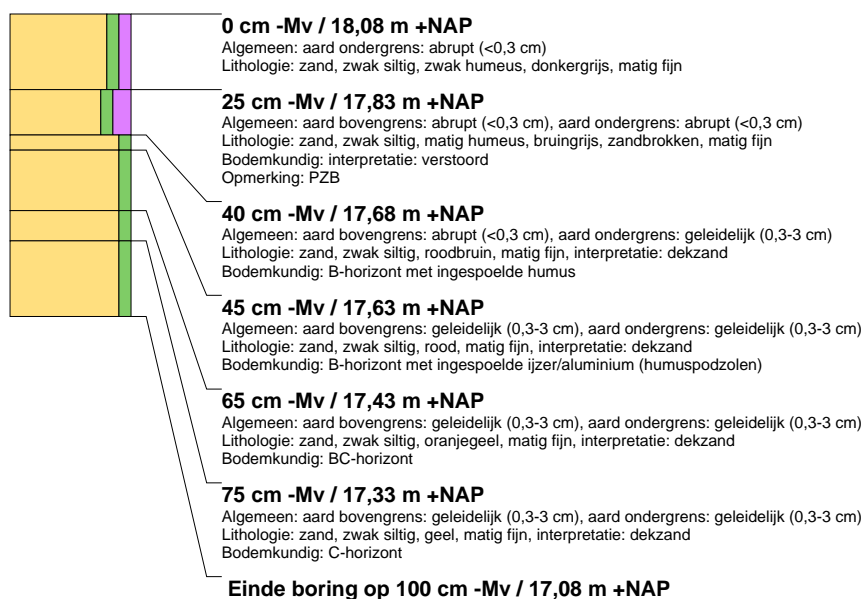 0 cm -Mv / 18,08 m +NAP
Algemeen: aard ondergrens: abrupt (<0,3 cm)
Lithologie: zand, zwak siltig, zwak humeus, donkergrijs, matig fijn
25 cm -Mv / 17,83 m +NAP
Algemeen: aard bovengrens: abrupt (<0,3 cm), aard ondergrens: abrupt (<0,3 cm)
Lithologie: zand, zwak siltig, matig humeus, bruingrijs, zandbrokken, matig fijn
Bodemkundig: interpretatie: verstoord
Opmerking: PZB
40 cm -Mv / 17,68 m +NAP
Algemeen: aard bovengrens: abrupt (<0,3 cm), aard ondergrens: geleidelijk (0,3-3 cm)
Lithologie: zand, zwak siltig, roodbruin, matig fijn, interpretatie: dekzand
Bodemkundig: B-horizont met ingespoelde humus
45 cm -Mv / 17,63 m +NAP
Algemeen: aard bovengrens: geleidelijk (0,3-3 cm), aard ondergrens: geleidelijk (0,3-3 cm)
Lithologie: zand, zwak siltig, rood, matig fijn, interpretatie: dekzand
Bodemkundig: B-horizont met ingespoelde ijzer/aluminium (humuspodzolen)
65 cm -Mv / 17,43 m +NAP
Algemeen: aard bovengrens: geleidelijk (0,3-3 cm), aard ondergrens: geleidelijk (0,3-3 cm)
Lithologie: zand, zwak siltig, oranjegeel, matig fijn, interpretatie: dekzand
Bodemkundig: BC-horizont
75 cm -Mv / 17,33 m +NAP
Algemeen: aard bovengrens: geleidelijk (0,3-3 cm), aard ondergrens: geleidelijk (0,3-3 cm)
Lithologie: zand, zwak siltig, geel, matig fijn, interpretatie: dekzand
Bodemkundig: C-horizont
Einde boring op 100 cm -Mv / 17,08 m +NAP